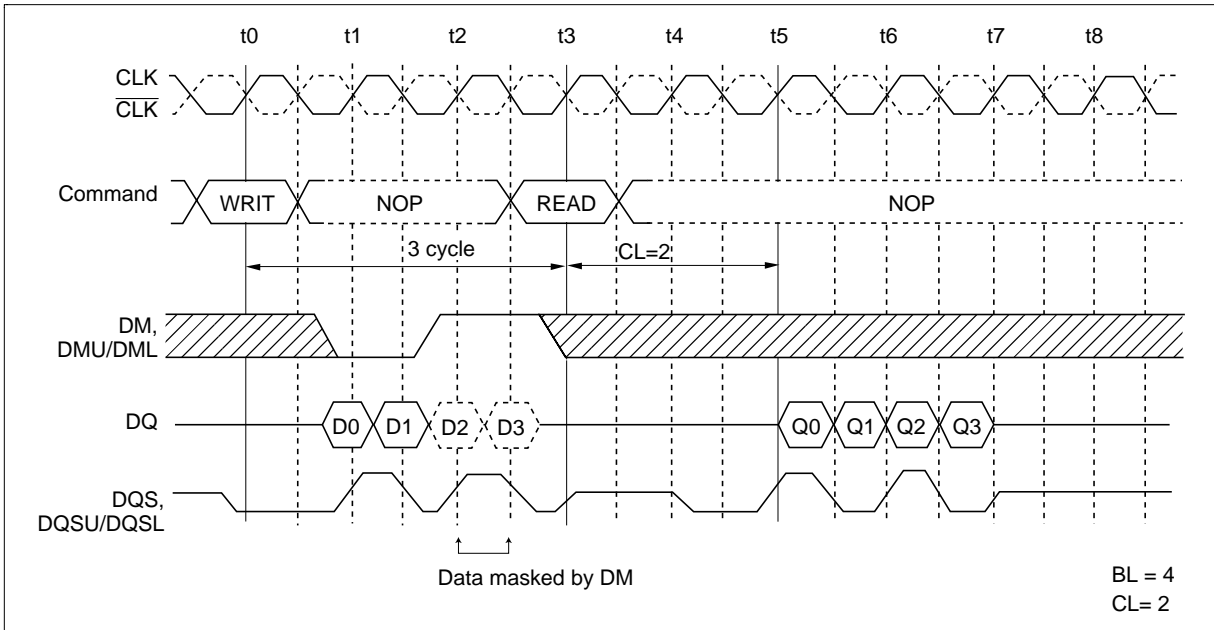 t0 t1 t2 t3 t4 t5 t6 t7 t8
CLK
CLK
Command WRIT NOP READ NOP
3 cycle CL=2
DM,
DMU/DML
DQ D0 D1 D2 D3 Q0 Q1 Q2 Q3
DQS,
DQSU/DQSL
Data masked by DM
BL = 4
CL= 2